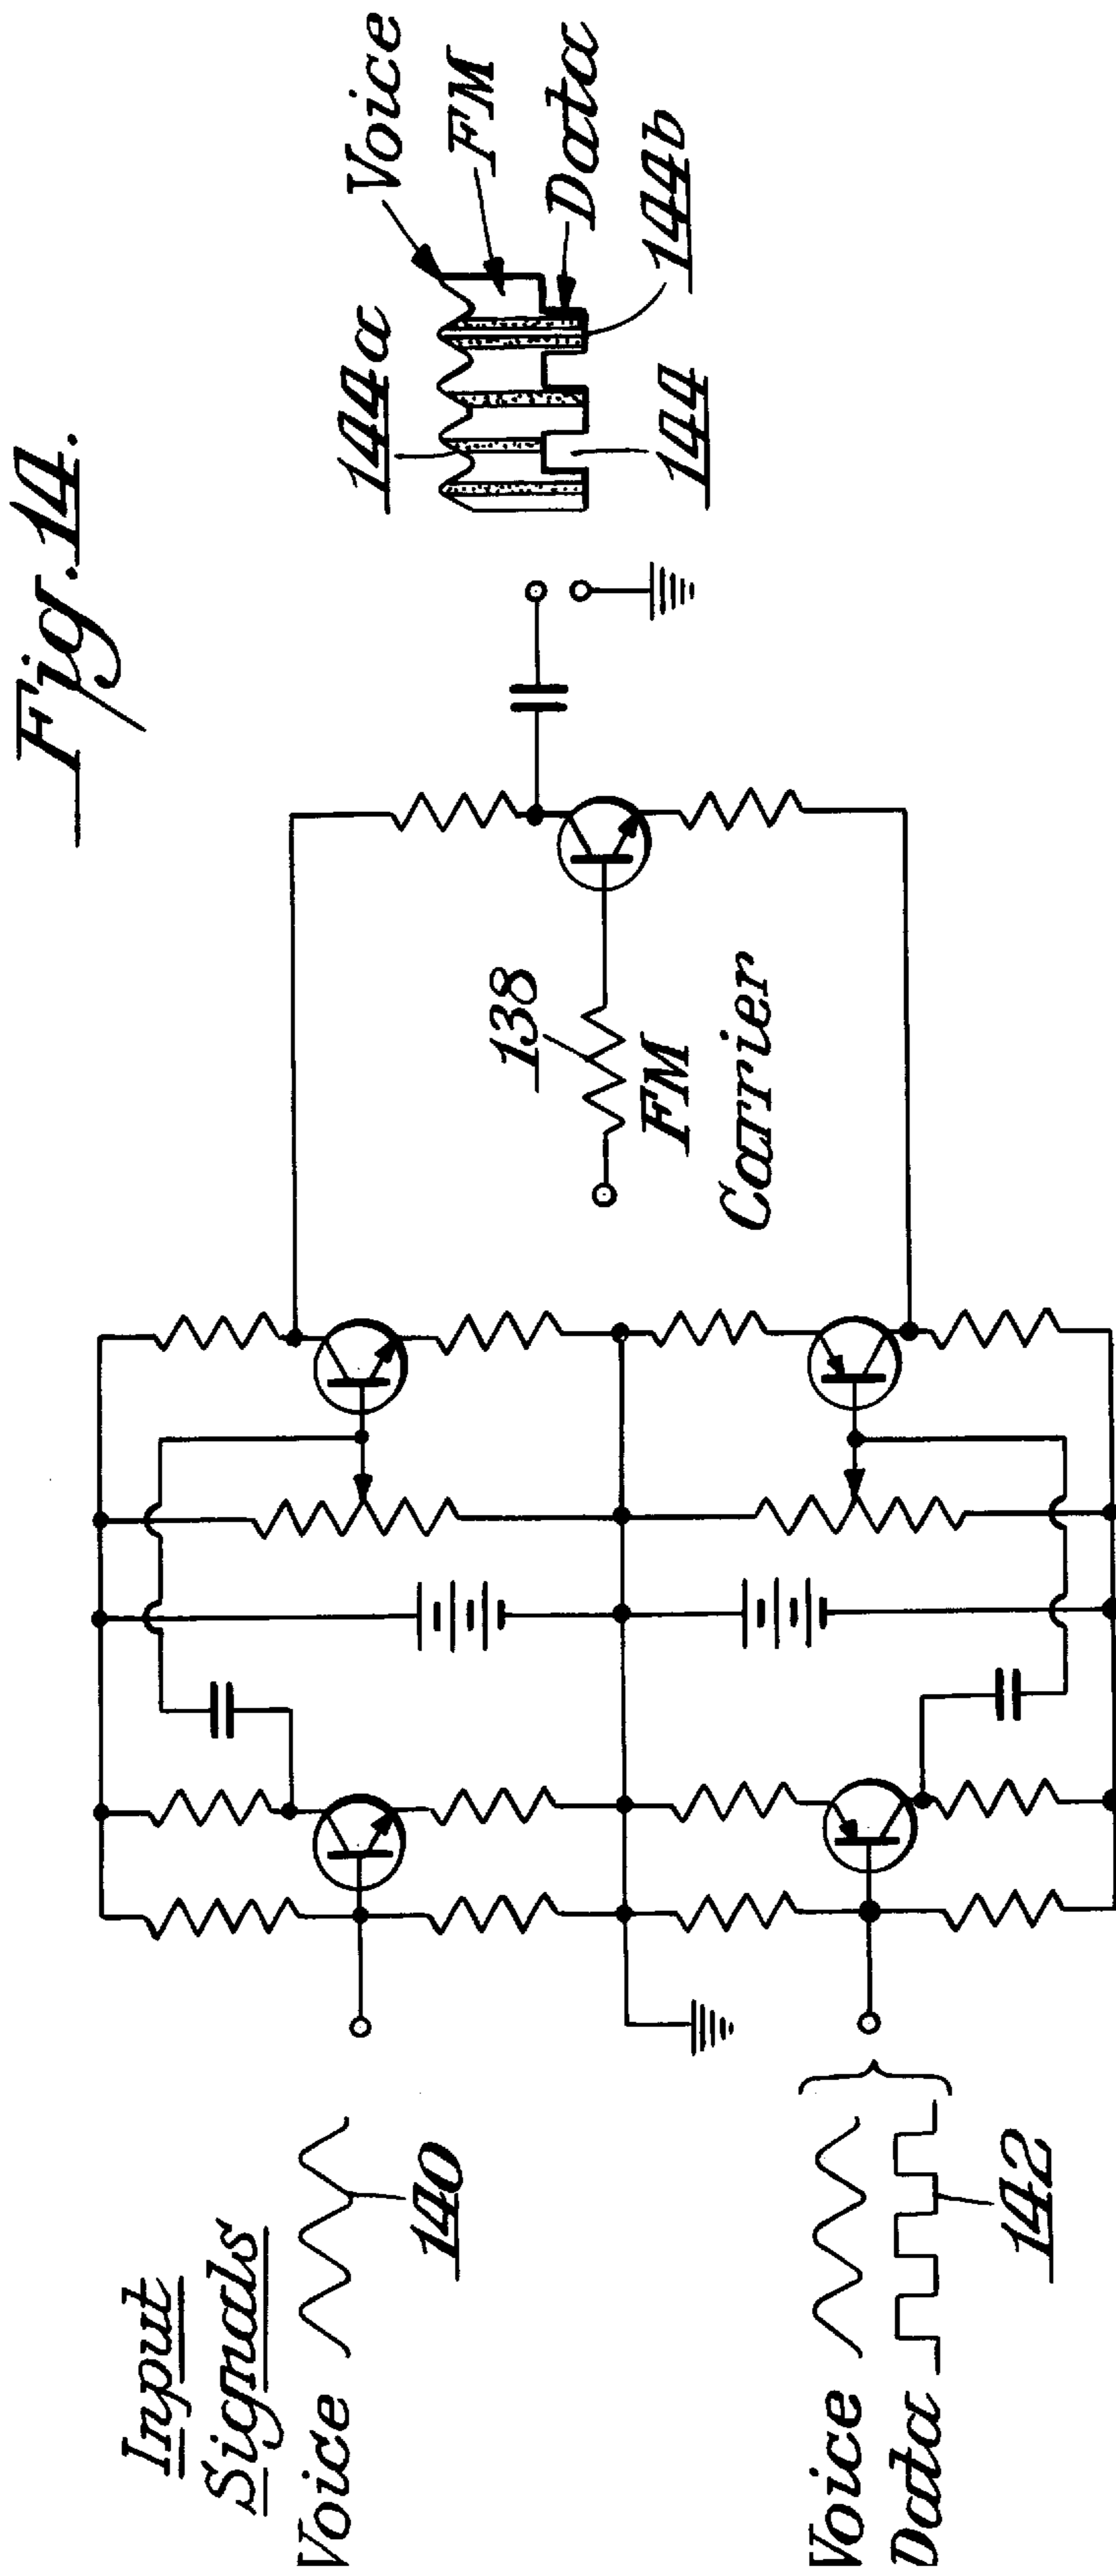 Fig. 14.
Input
Signals
Voice
140
Voice
Data
142
138
FM
Carrier
144a
Voice
FM
Data
144b
144